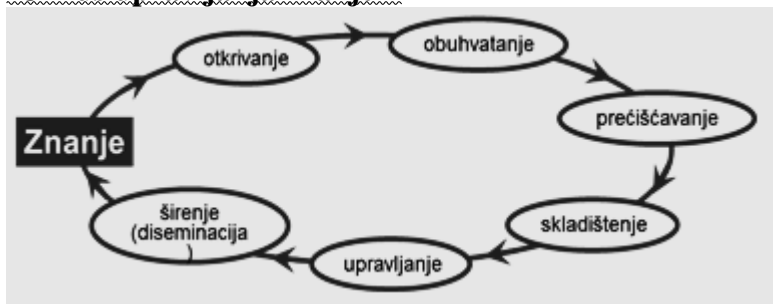 otkrivanje
obuhvatanje
prećišćavanje
Znanje
širenje
(diseminacija
)
skladištenje
upravljanje